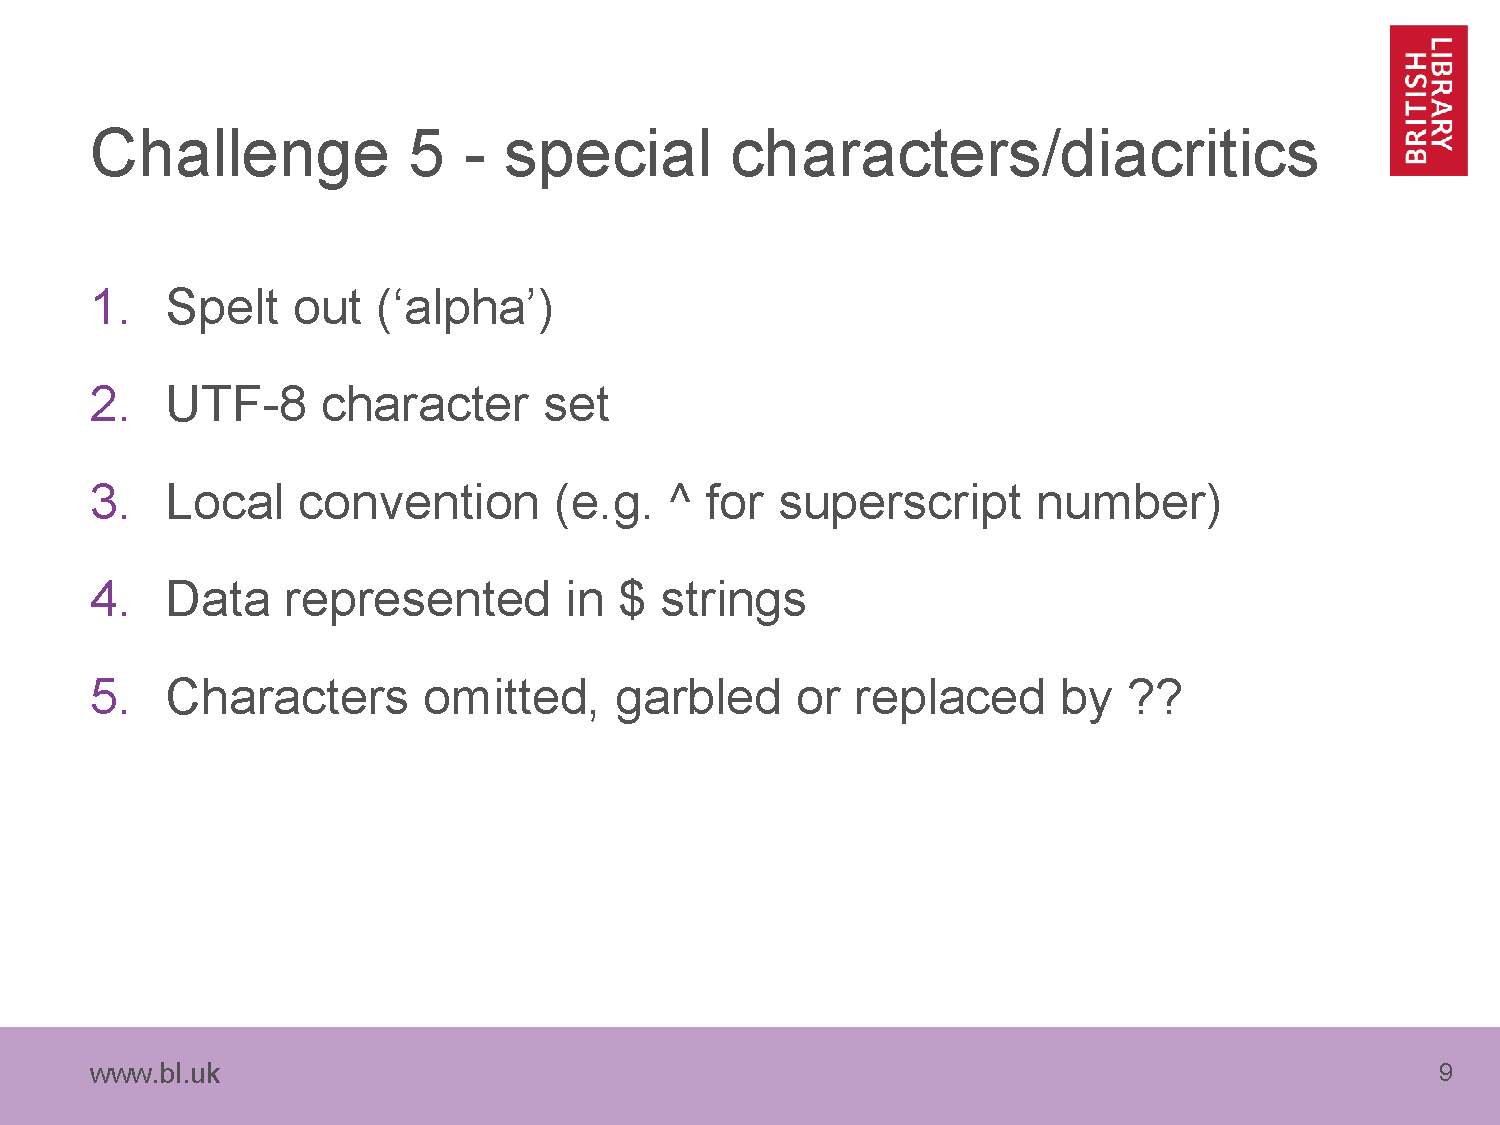 BRITISH
LIBRARY
Challenge 5 - special characters/diacritics
1. Spelt out (‘alpha’)
2. UTF-8 character set
3. Local convention (e.g. ^ for superscript number)
4. Data represented in $ strings
5. Characters omitted, garbled or replaced by ??
www.bl.uk
9